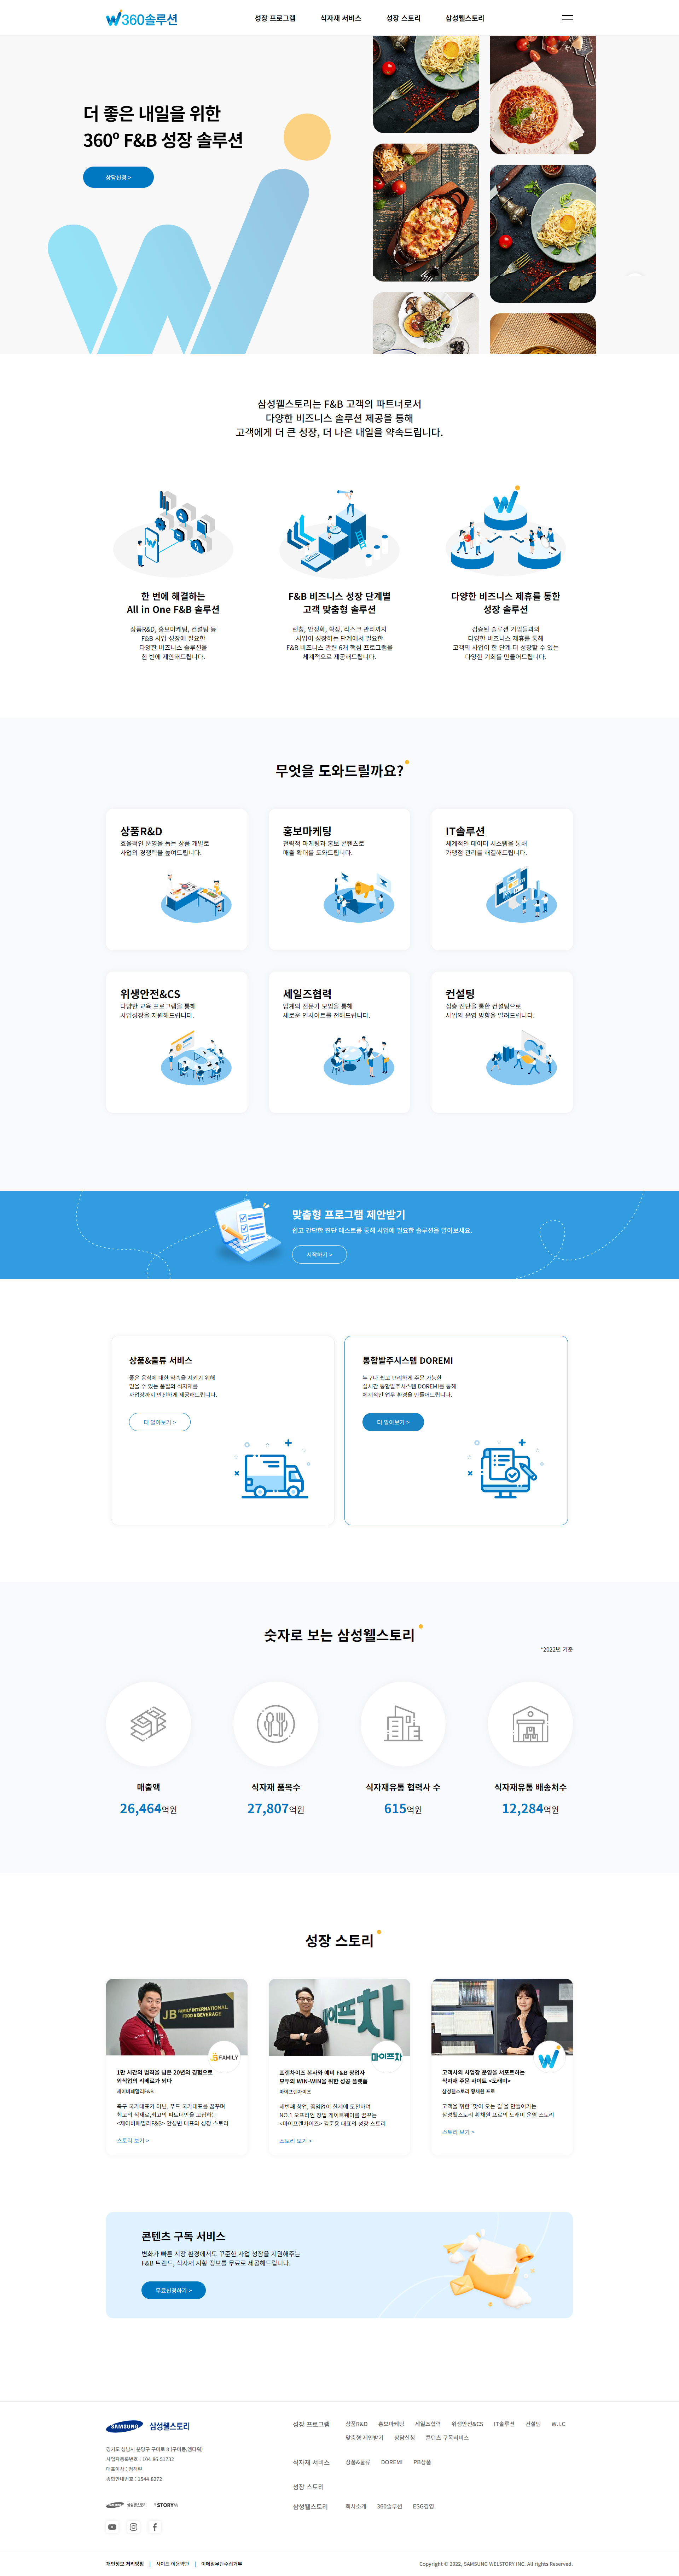 W360솔루션
성장 프로그램 식자재 서비스 성장 스토리 삼성웰스토리
더 좋은 내일을 위한
360º F&B 성장 솔루션
상담신청 >
삼성웰스토리는 F&B 고객의 파트너로서
다양한 비즈니스 솔루션 제공을 통해
고객에게 더 큰 성장, 더 나은 내일을 약속드립니다.
한 번에 해결하는
All in One F&B 솔루션
상품R&D, 홍보마케팅, 컨설팅 등
F&B 사업 성장에 필요한
다양한 비즈니스 솔루션을
한 번에 제안해드립니다.
F&B 비즈니스 성장 단계별
고객 맞춤형 솔루션
런칭, 안정화, 확장, 리스크 관리까지
사업이 성장하는 단계에서 필요한
F&B 비즈니스 관련 6개 핵심 프로그램을
체계적으로 제공해드립니다.
다양한 비즈니스 제휴를 통한
성장 솔루션
검증된 솔루션 기업들과의
다양한 비즈니스 제휴를 통해
고객의 사업이 한 단계 더 성장할 수 있는
다양한 기회를 만들어드립니다.
무엇을 도와드릴까요?
상품R&D
효율적인 운영을 돕는 상품 개발로
사업의 경쟁력을 높여드립니다.
홍보마케팅
전략적 마케팅과 홍보 콘텐츠로
매출 확대를 도와드립니다.
IT솔루션
체계적인 데이터 시스템을 통해
가맹점 관리를 해결해드립니다.
위생안전&CS
다양한 교육 프로그램을 통해
사업성장을 지원해드립니다.
세일즈협력
업계의 전문가 모임을 통해
새로운 인사이트를 전해드립니다.
컨설팅
심층 진단을 통한 컨설팅으로
사업의 운영 방향을 알려드립니다.
맞춤형 프로그램 제안받기
쉽고 간단한 진단 테스트를 통해 사업에 필요한 솔루션을 알아보세요.
시작하기 >
상품&물류 서비스
좋은 음식에 대한 약속을 지키기 위해
믿을 수 있는 품질의 식자재를
사업장까지 안전하게 제공해드립니다.
더 알아보기 >
통합발주시스템 DOREMI
누구나 쉽고 편리하게 주문 가능한
실시간 통합발주시스템 DOREMI를 통해
체계적인 업무 환경을 만들어드립니다.
더 알아보기 >
숫자로 보는 삼성웰스토리
*2022년 기준
매출액
26,464억원
식자재 품목수
27,807억원
식자재유통 협력사 수
615억원
식자재유통 배송처수
12,284억원
성장 스토리
JB FAMILY INTERNATIONAL
FOOD & BEVERAGE
FAMILY
1만 시간의 법칙을 넘은 20년의 경험으로
외식업의 리베로가 되다
제이비패밀리F&B
축구 국가대표가 아닌, 푸드 국가대표를 꿈꾸며
최고의 식재료,최고의 파트너만을 고집하는
<제이비패밀리F&B> 안성빈 대표의 성장 스토리
스토리 보기 >
마이프차
프랜차이즈 본사와 예비 F&B 창업자
모두의 WIN-WIN을 위한 성공 플랫폼
마이프랜차이즈
세번째 창업, 끊임없이 한계에 도전하며
NO.1 오프라인 창업 게이트웨이를 꿈꾸는
<마이프랜차이즈> 김준용 대표의 성장 스토리
스토리 보기 >
고객사의 사업장 운영을 서포트하는
식자재 주문 사이트 <도레미>
삼성웰스토리 황채원 프로
고객을 위한 '맛이 오는 길'을 만들어가는
삼성웰스토리 황채원 프로의 도래미 운영 스토리
스토리 보기 >
콘텐츠 구독 서비스
변화가 빠른 시장 환경에서도 꾸준한 사업 성장을 지원해주는
F&B 트렌드, 식자재 시황 정보를 무료로 제공해드립니다.
무료신청하기 >
SAMSUNG 삼성웰스토리
경기도 성남시 분당구 구미로 8 (구미동,엠타워)
사업자등록번호 : 104-86-51732
대표이사 : 정해린
종합안내번호 : 1544-8272
삼성웰스토리
성장 프로그램 상품R&D 홍보마케팅 세일즈협력 위생안전&CS IT솔루션 컨설팅 W.I.C
맞춤형 제안받기 상담신청 콘텐츠 구독서비스
식자재 서비스 상품&물류 DOREMI PB상품
성장 스토리
삼성웰스토리 회사소개 360솔루션 ESG경영
개인정보 처리방침 | 사이트 이용약관 | 이메일무단수집거부
Copyright © 2022, SAMSUNG WELSTORY INC. All rights Reserved.